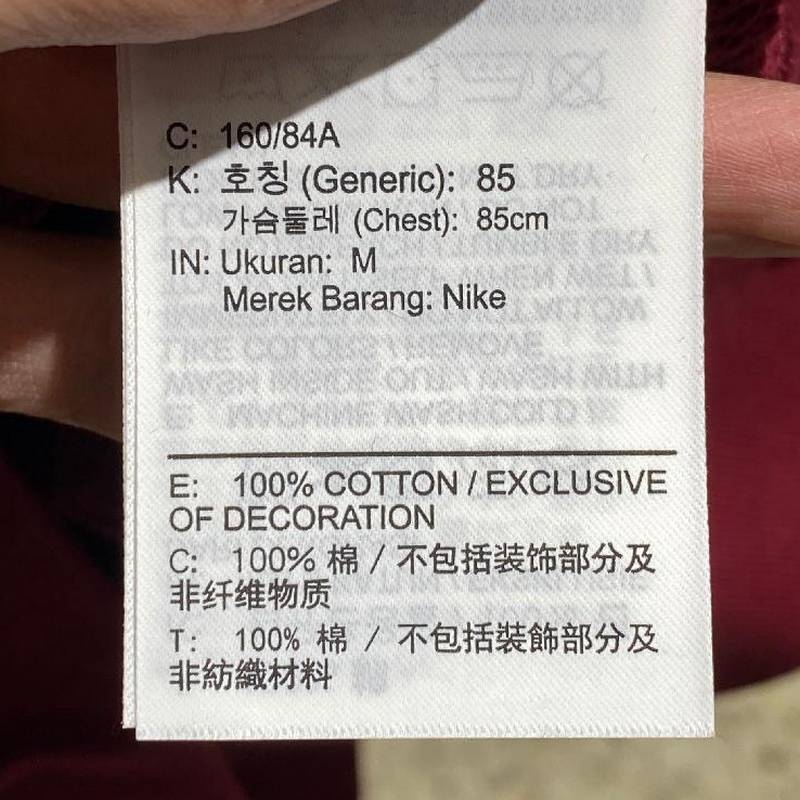 C: 160/84A
K: 호칭 (Generic): 85
가슴둘레 (Chest): 85cm
IN: Ukuran: M
Merek Barang: Nike
E: 100% COTTON / EXCLUSIVE
OF DECORATION
C: 100% 棉 / 不包括装饰部分及
非纤维物质
T: 100% 棉 / 不包括裝飾部分及
非紡織材料